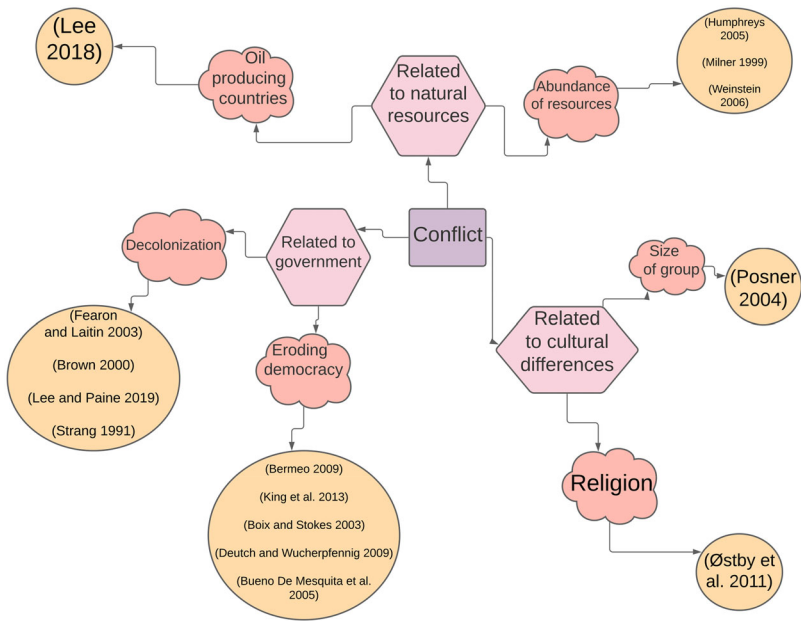 (Lee
2018)
Oil
producing
countries
Related
to natural
resources
Abundance
of resources
(Humphreys
2005)
(Milner 1999)
(Weinstein
2006)
Decolonization
Related to
government
Conflict
Size
of group
(Posner
2004)
(Fearon
and Laitin 2003)
(Brown 2000)
(Lee and Paine 2019)
(Strang 1991)
Eroding
democracy
Related
to cultural
differences
(Bermeo 2009)
(King et al. 2013)
(Boix and Stokes 2003)
(Deutch and Wucherpfennig 2009)
(Bueno De Mesquita et al.
2005)
Religion
(Østby et
al. 2011)